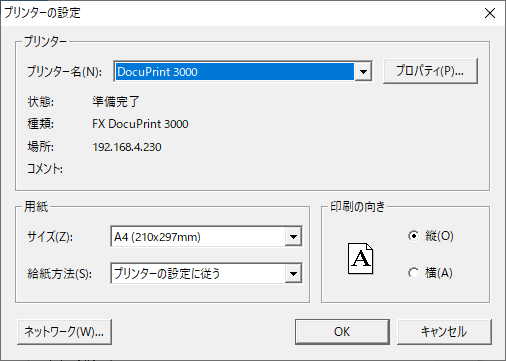 プリンターの設定
プリンター
プリンター名(N): DocuPrint 3000 プロパティ(P)...
状態: 準備完了
種類: FX DocuPrint 3000
場所: 192.168.4.230
コメント:
用紙
サイズ(Z): A4 (210x297mm)
給紙方法(S): プリンターの設定に従う
印刷の向き
A
縦(O)
横(A)
ネットワーク(W)... OK キャンセル